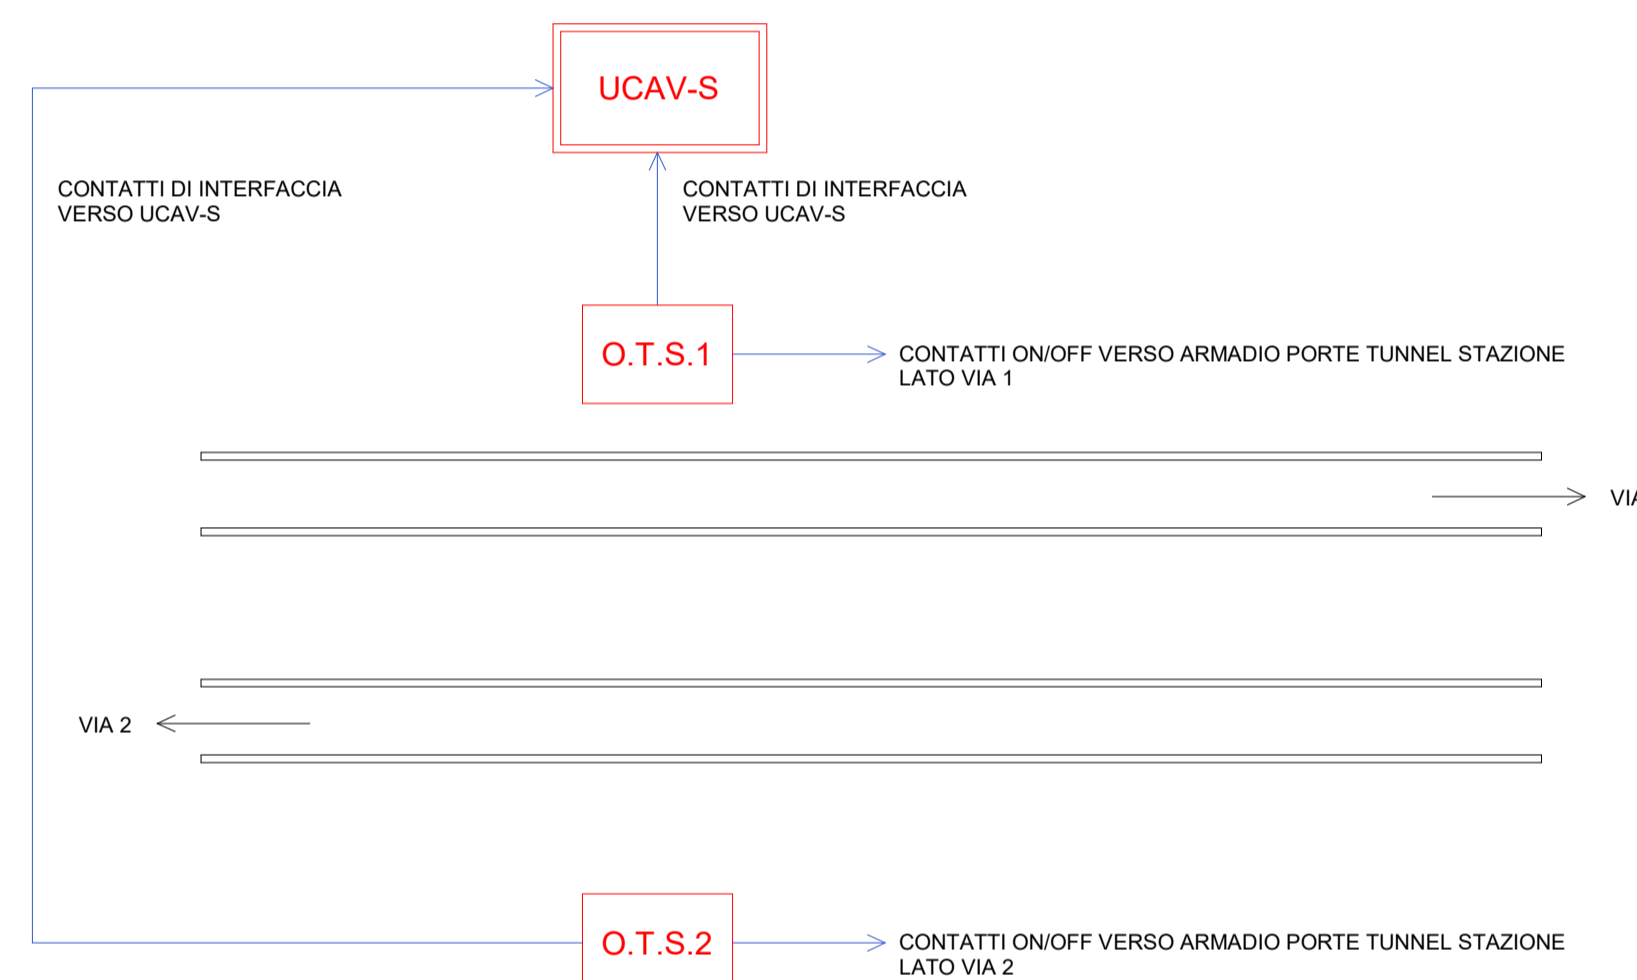 UCAV-S
CONTATTI DI INTERFACCIA
VERSO UCAV-S
CONTATTI DI INTERFACCIA
VERSO UCAV-S
O.T.S.1
CONTATTI ON/OFF VERSO ARMADIO PORTE TUNNEL STAZIONE
LATO VIA 1
VIA
VIA 2
O.T.S.2
CONTATTI ON/OFF VERSO ARMADIO PORTE TUNNEL STAZIONE
LATO VIA 2